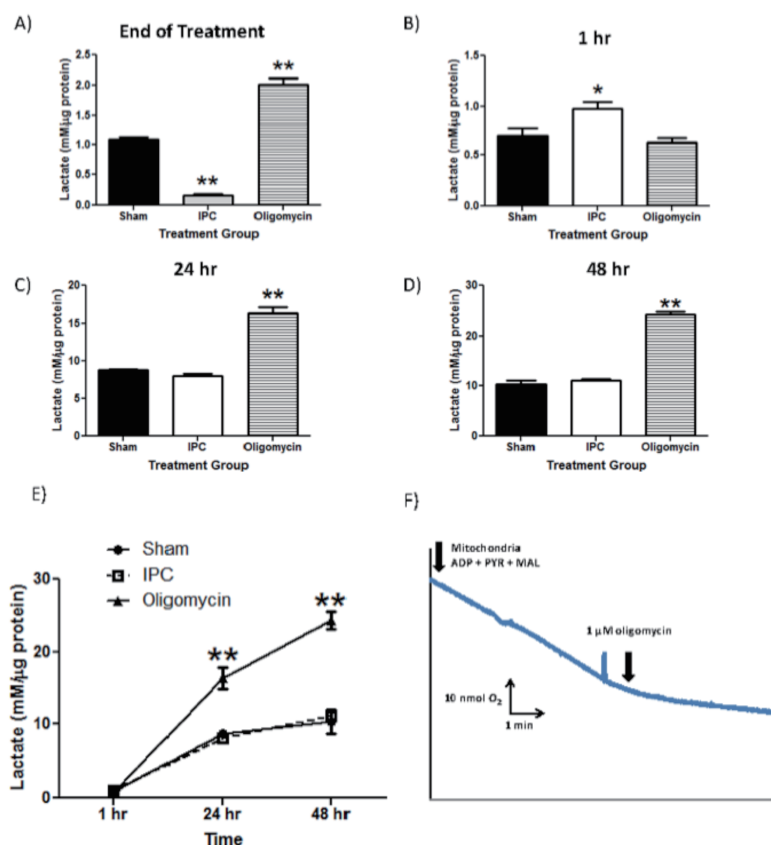 A)
End of Treatment
**
**
2.5
2.0
1.5
1.0
0.5
0.0
Lactate (mM/µg protein)
Sham
IPC
Oligomycin
Treatment Group
B)
1 hr
*
1.5
1.0
0.5
0.0
Lactate (mM/µg protein)
Sham
IPC
Oligomycin
Treatment Group
C)
24 hr
**
20
15
10
5
0
Lactate (mM/µg protein)
Sham
IPC
Oligomycin
Treatment Group
D)
48 hr
**
30
20
10
0
Lactate (mM/µg protein)
Sham
IPC
Oligomycin
Treatment Group
E)
Sham
IPC
Oligomycin
**
**
30
20
10
0
Lactate (mM/µg protein)
1 hr
24 hr
48 hr
Time
F)
Mitochondria
ADP + PYR + MAL
1 µM oligomycin
10 nmol O₂
1 min